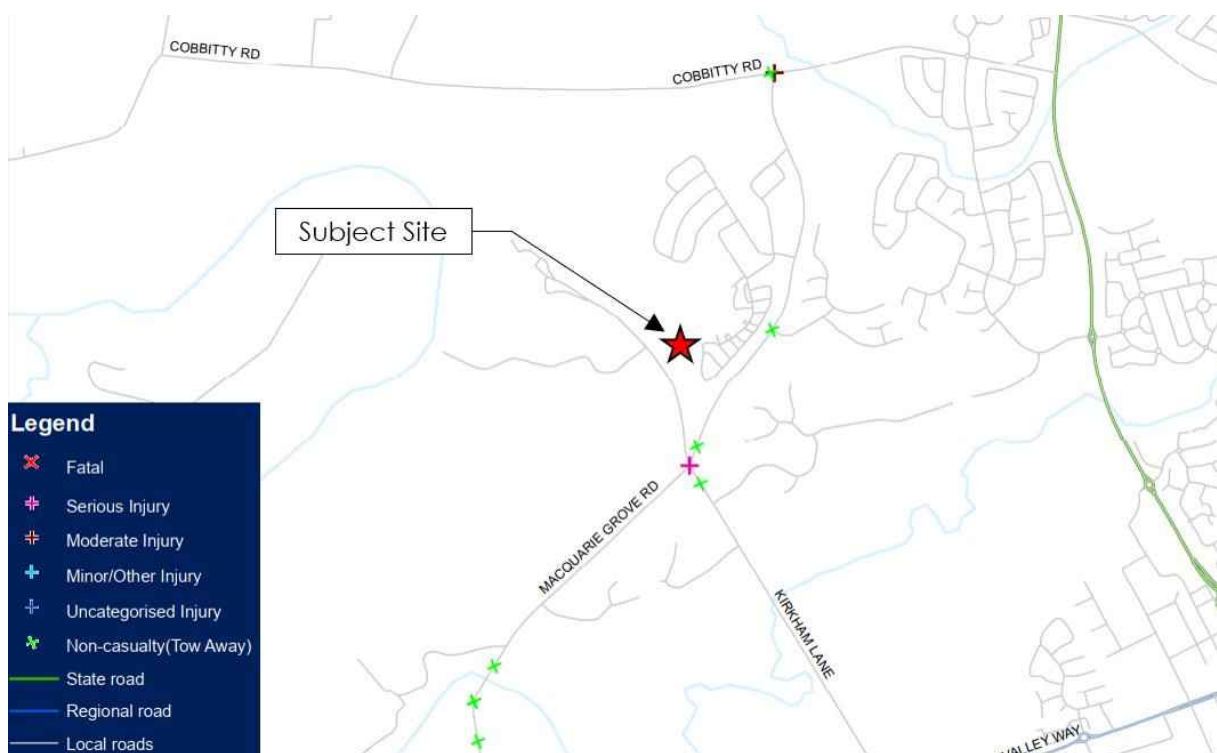 COBBITTY RD
COBBITTY RD
Subject Site
MACQUARIE GROVE RD
KIRKHAM LANE
VALLEY WAY
Legend
Fatal
Serious Injury
Moderate Injury
Minor/Other Injury
Uncategorised Injury
Non-casualty(Tow Away)
State road
Regional road
Local roads